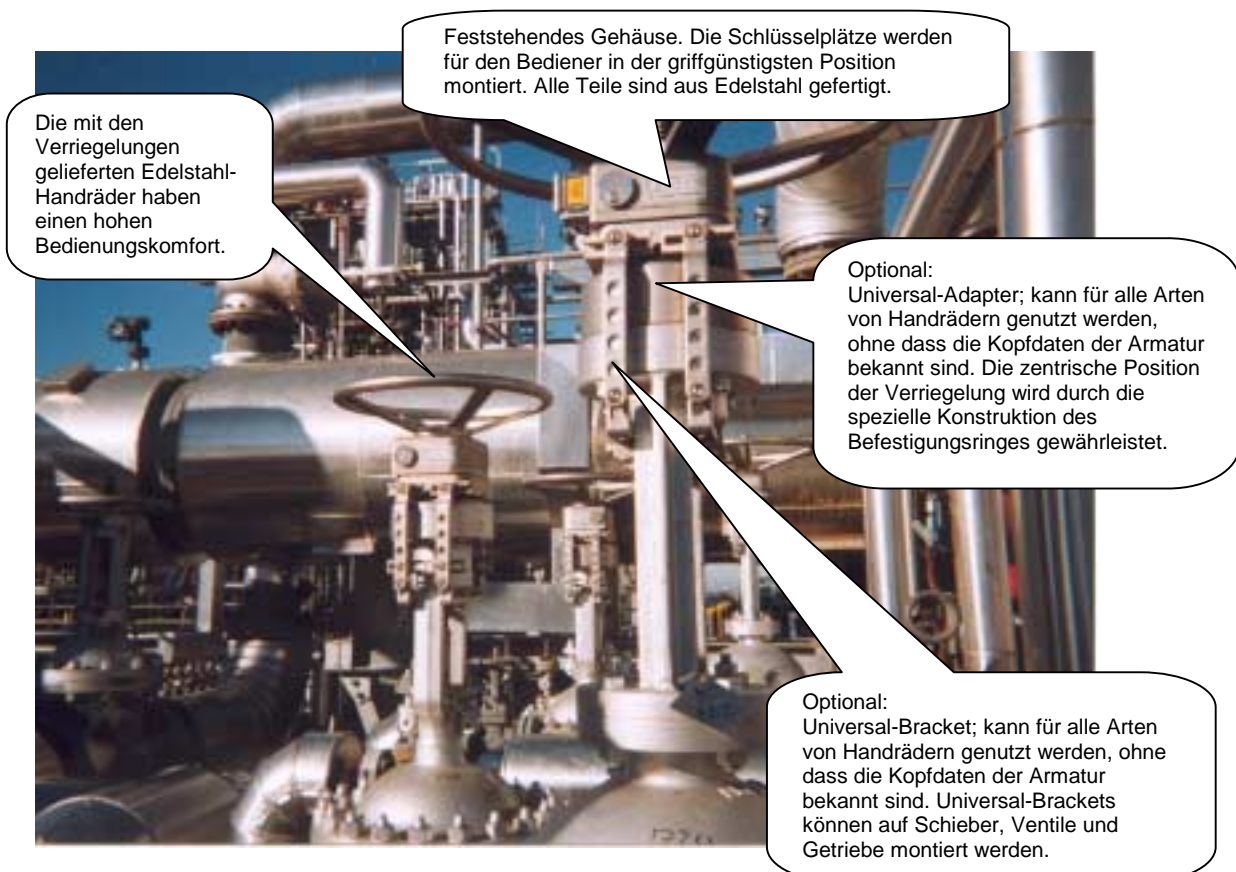 Feststehendes Gehäuse. Die Schlüsselplätze werden
für den Bediener in der griffgünstigsten Position
montiert. Alle Teile sind aus Edelstahl gefertigt.
Die mit den
Verriegelungen
gelieferten Edelstahl-
Handräder haben
einen hohen
Bedienungskomfort.
Optional:
Universal-Adapter; kann für alle Arten
von Handrädern genutzt werden,
ohne dass die Kopfdaten der Armatur
bekannt sind. Die zentrische Position
der Verriegelung wird durch die
spezielle Konstruktion des
Befestigungsringes gewährleistet.
Optional:
Universal-Bracket; kann für alle Arten
von Handrädern genutzt werden, ohne
dass die Kopfdaten der Armatur
bekannt sind. Universal-Brackets
können auf Schieber, Ventile und
Getriebe montiert werden.